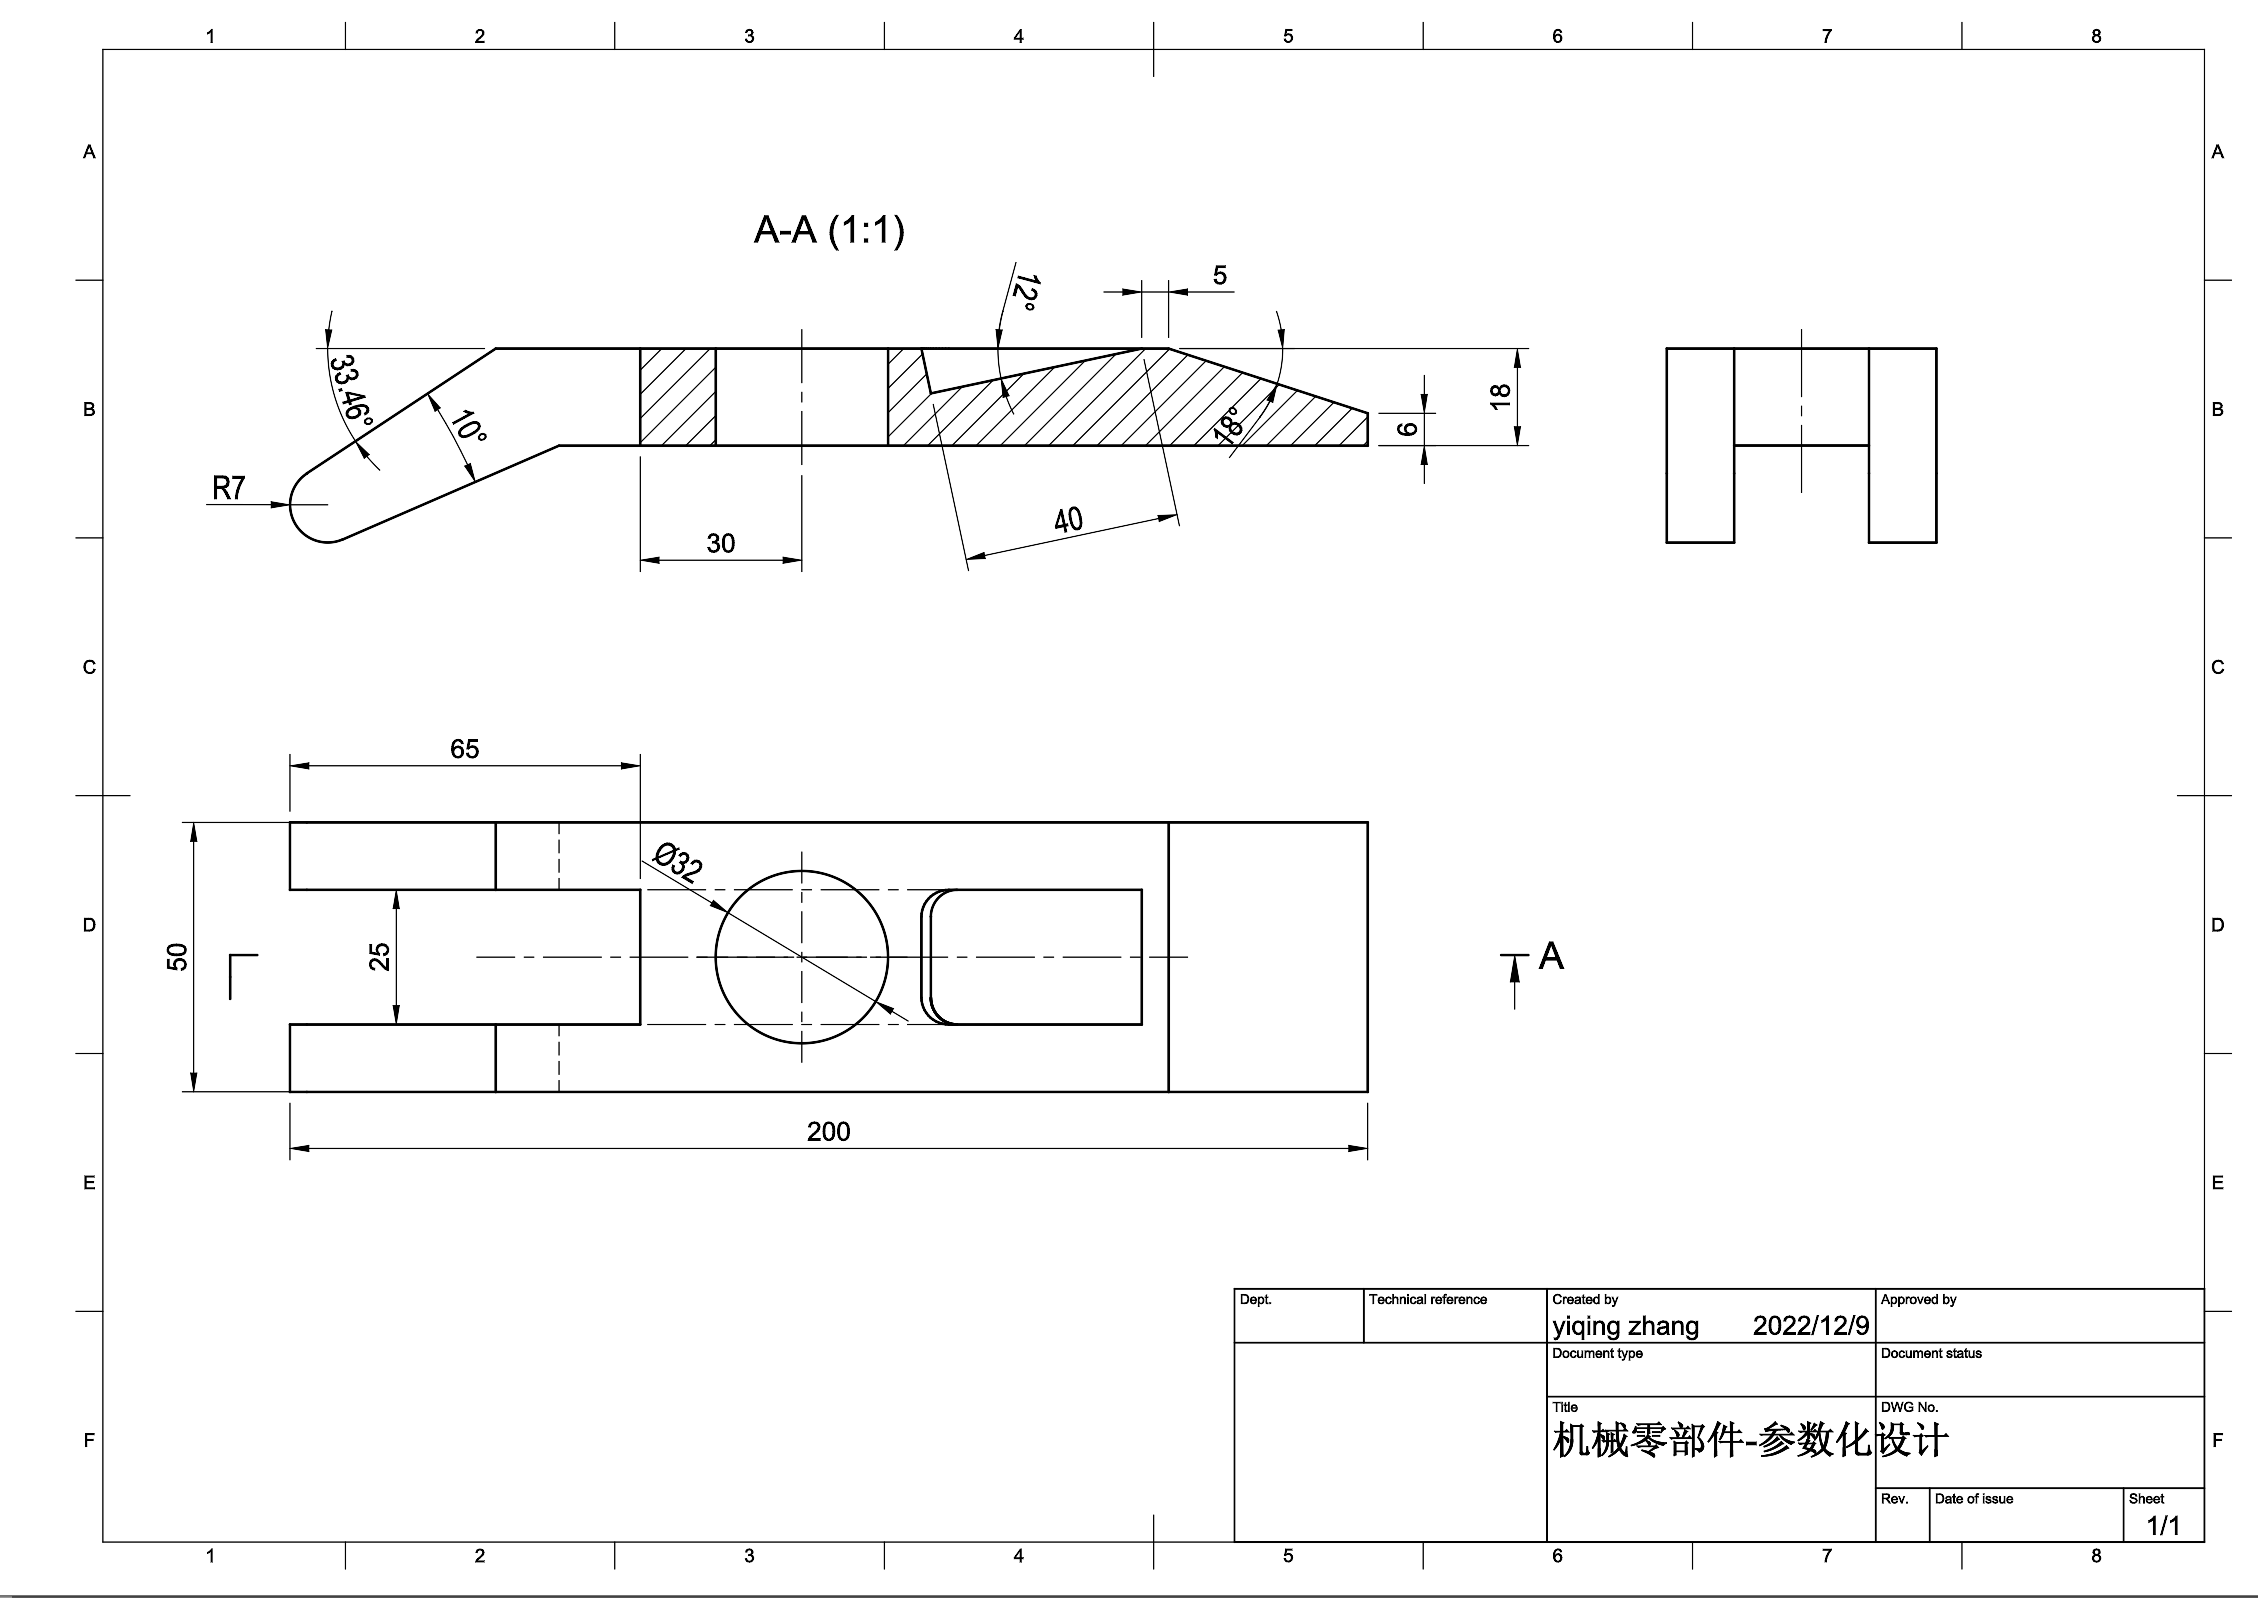 1 2 3 4 5 6 7 8
A A
A-A (1:1)
5
12°
33.46°
10°
18
B B
6
18°
R7
40
30
C C
65
Ø32
D D
50
25
A
200
E E
Dept. Technical reference Created by Approved by
yiqing zhang 2022/12/9
Document type Document status
Title DWG No.
机械零部件-参数化设计
F F
Rev. Date of issue Sheet
1/1
1 2 3 4 5 6 7 8